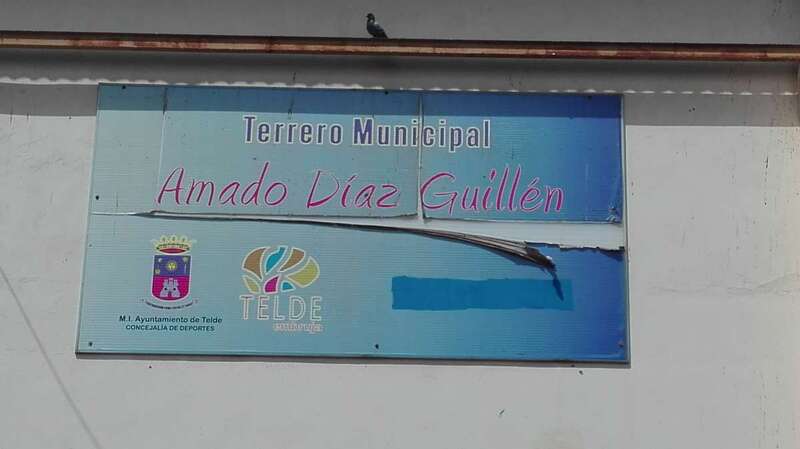 Terrero Municipal
Amado Díaz Guillén
M.I. Ayuntamiento de Telde
CONCEJALÍA DE DEPORTES
TELDE
embruja